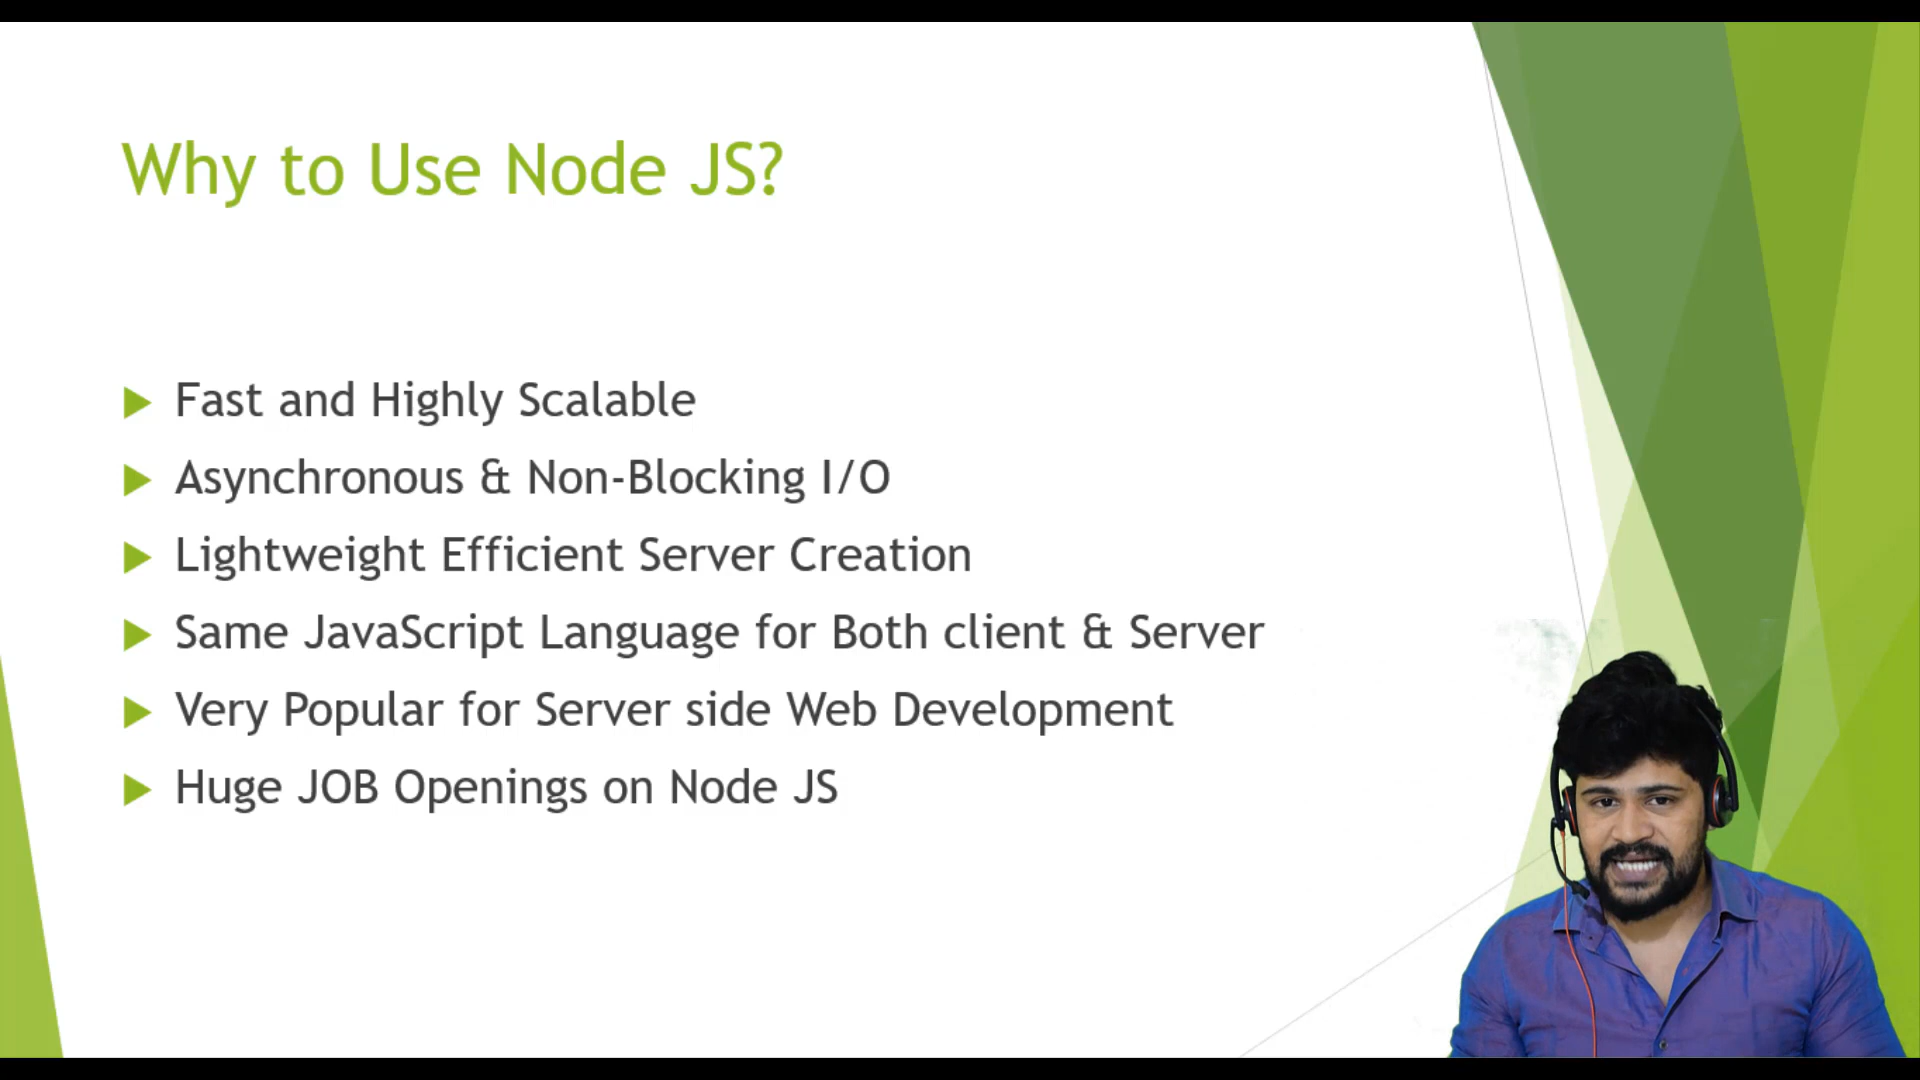 Why to Use Node JS?
Fast and Highly Scalable
Asynchronous & Non-Blocking I/O
Lightweight Efficient Server Creation
Same JavaScript Language for Both client & Server
Very Popular for Server side Web Development
Huge JOB Openings on Node JS